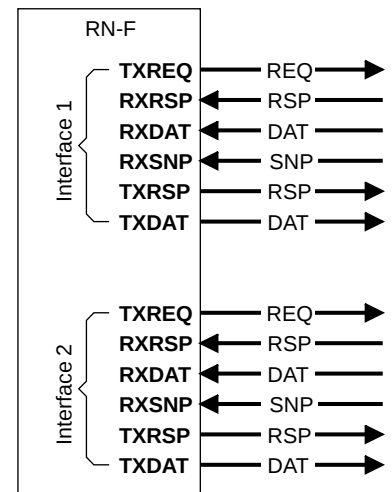 RN-F
Interface 1
TXREQ REQ
RXRSP RSP
RXDAT DAT
RXSNP SNP
TXRSP RSP
TXDAT DAT
Interface 2
TXREQ REQ
RXRSP RSP
RXDAT DAT
RXSNP SNP
TXRSP RSP
TXDAT DAT